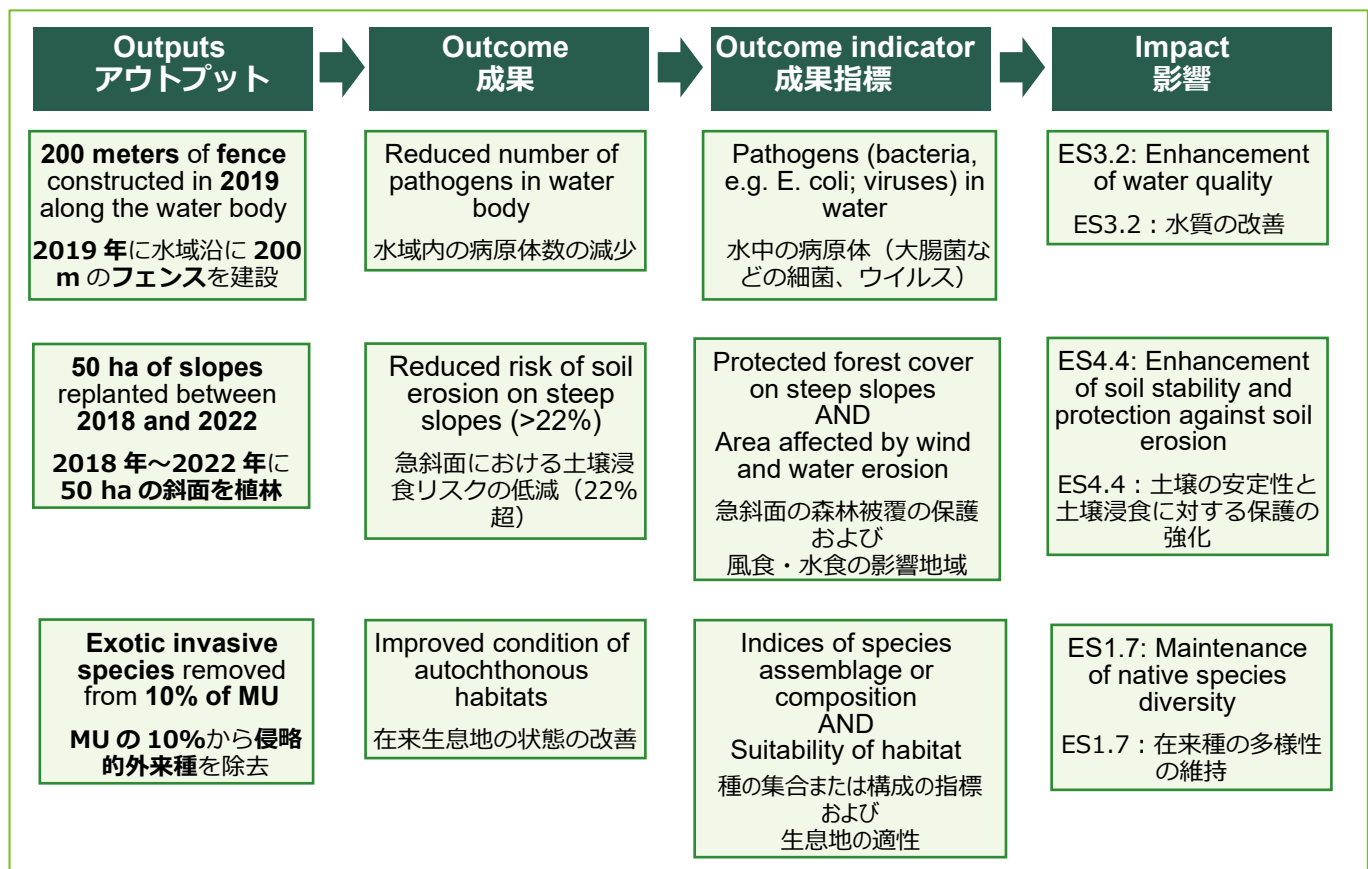 Outputs
アウトプット
Outcome
成果
Outcome indicator
成果指標
Impact
影響
200 meters of fence
constructed in 2019
along the water body
2019 年に水域沿に 200
m のフェンスを建設
Reduced number of
pathogens in water
body
水域内の病原体数の減少
Pathogens (bacteria,
e.g. E. coli; viruses) in
water
水中の病原体（大腸菌な
どの細菌、ウイルス）
ES3.2: Enhancement
of water quality
ES3.2：水質の改善
50 ha of slopes
replanted between
2018 and 2022
2018 年～2022 年に
50 ha の斜面を植林
Reduced risk of soil
erosion on steep
slopes (>22%)
急斜面における土壌浸
食リスクの低減（22%
超）
Protected forest cover
on steep slopes
AND
Area affected by wind
and water erosion
急斜面の森林被覆の保護
および
風食・水食の影響地域
ES4.4: Enhancement
of soil stability and
protection against soil
erosion
ES4.4：土壌の安定性と
土壌浸食に対する保護の
強化
Exotic invasive
species removed
from 10% of MU
MU の 10%から侵略
的外来種を除去
Improved condition of
autochthonous
habitats
在来生息地の状態の改善
Indices of species
assemblage or
composition
AND
Suitability of habitat
種の集合または構成の指標
および
生息地の適性
ES1.7: Maintenance
of native species
diversity
ES1.7：在来種の多様性
の維持